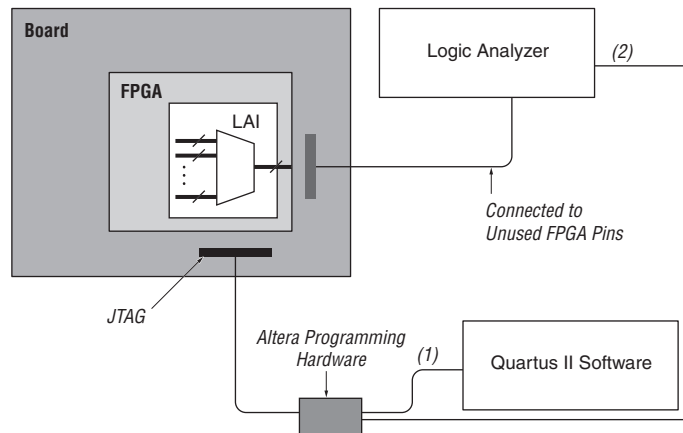 Board
Logic Analyzer
(2)
FPGA
LAI
Connected to
Unused FPGA Pins
JTAG
Altera Programming
Hardware
(1)
Quartus II Software